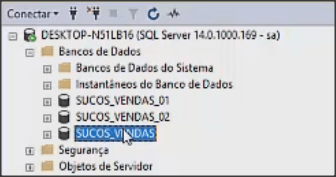 Conectar
DESKTOP-N51LB16 (SQL Server 14.0.1000.169 - sa)
Bancos de Dados
Bancos de Dados do Sistema
Instantâneos do Banco de Dados
SUCOS_VENDAS_01
SUCOS_VENDAS_02
SUCOS_VENDAS
Segurança
Objetos de Servidor